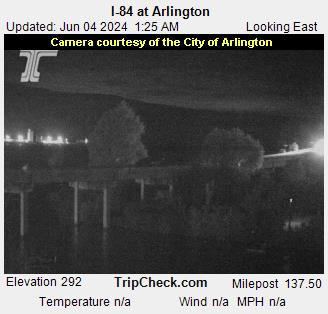 I-84 at Arlington
Updated: Jun 04 2024 1:25 AM Looking East
Camera courtesy of the City of Arlington
Elevation 292 TripCheck.com Milepost 137.50
Temperature n/a Wind n/a MPH n/a